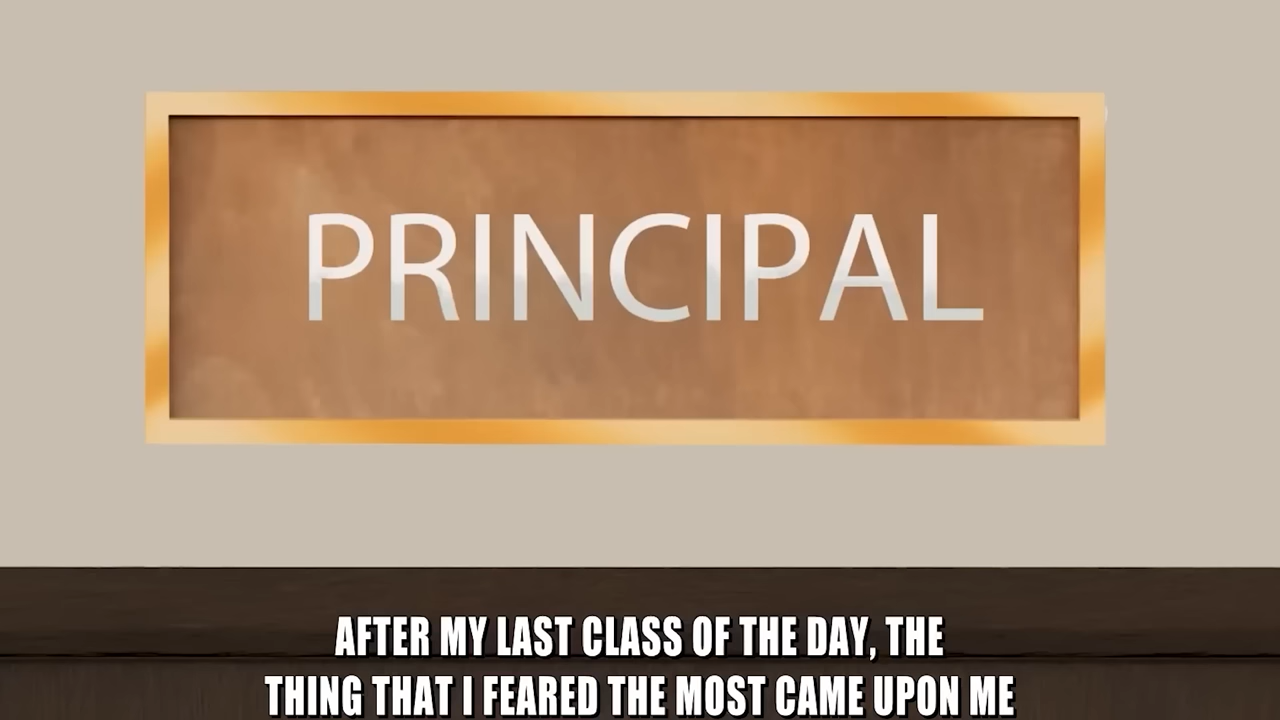 PRINCIPAL
AFTER MY LAST CLASS OF THE DAY, THE
THING THAT I FEARED THE MOST CAME UPON ME